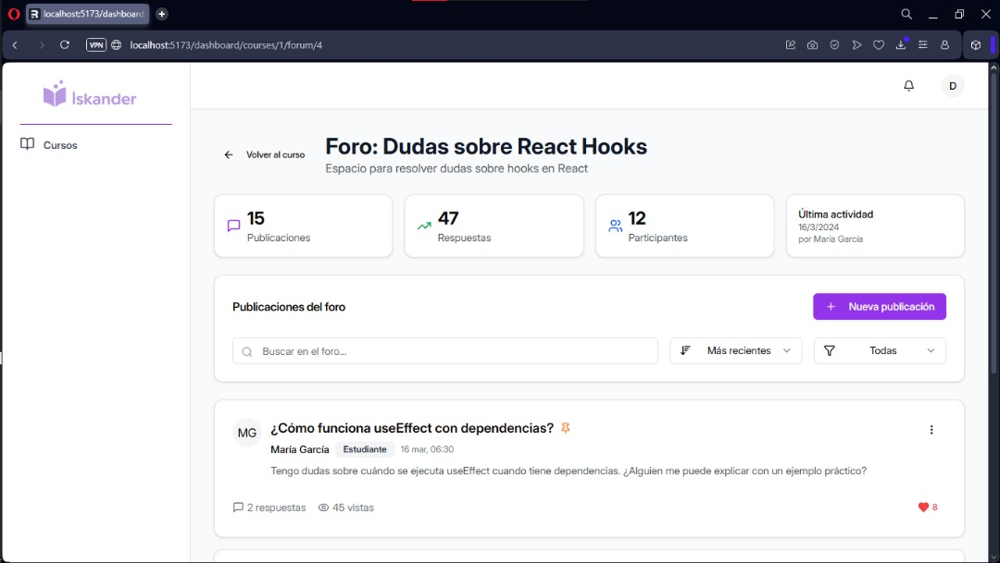 localhost:5173/dashboard
VPN localhost:5173/dashboard/courses/1/forum/4
Iskander
D
Cursos
Volver al curso
Foro: Dudas sobre React Hooks
Espacio para resolver dudas sobre hooks en React
15
Publicaciones
47
Respuestas
12
Participantes
Última actividad
16/3/2024
por María García
Publicaciones del foro
Nueva publicación
Buscar en el foro...
Más recientes
Todas
MG
¿Cómo funciona useEffect con dependencias?
María García Estudiante 16 mar, 06:30
Tengo dudas sobre cuándo se ejecuta useEffect cuando tiene dependencias. ¿Alguien me puede explicar con un ejemplo práctico?
2 respuestas 45 vistas 8